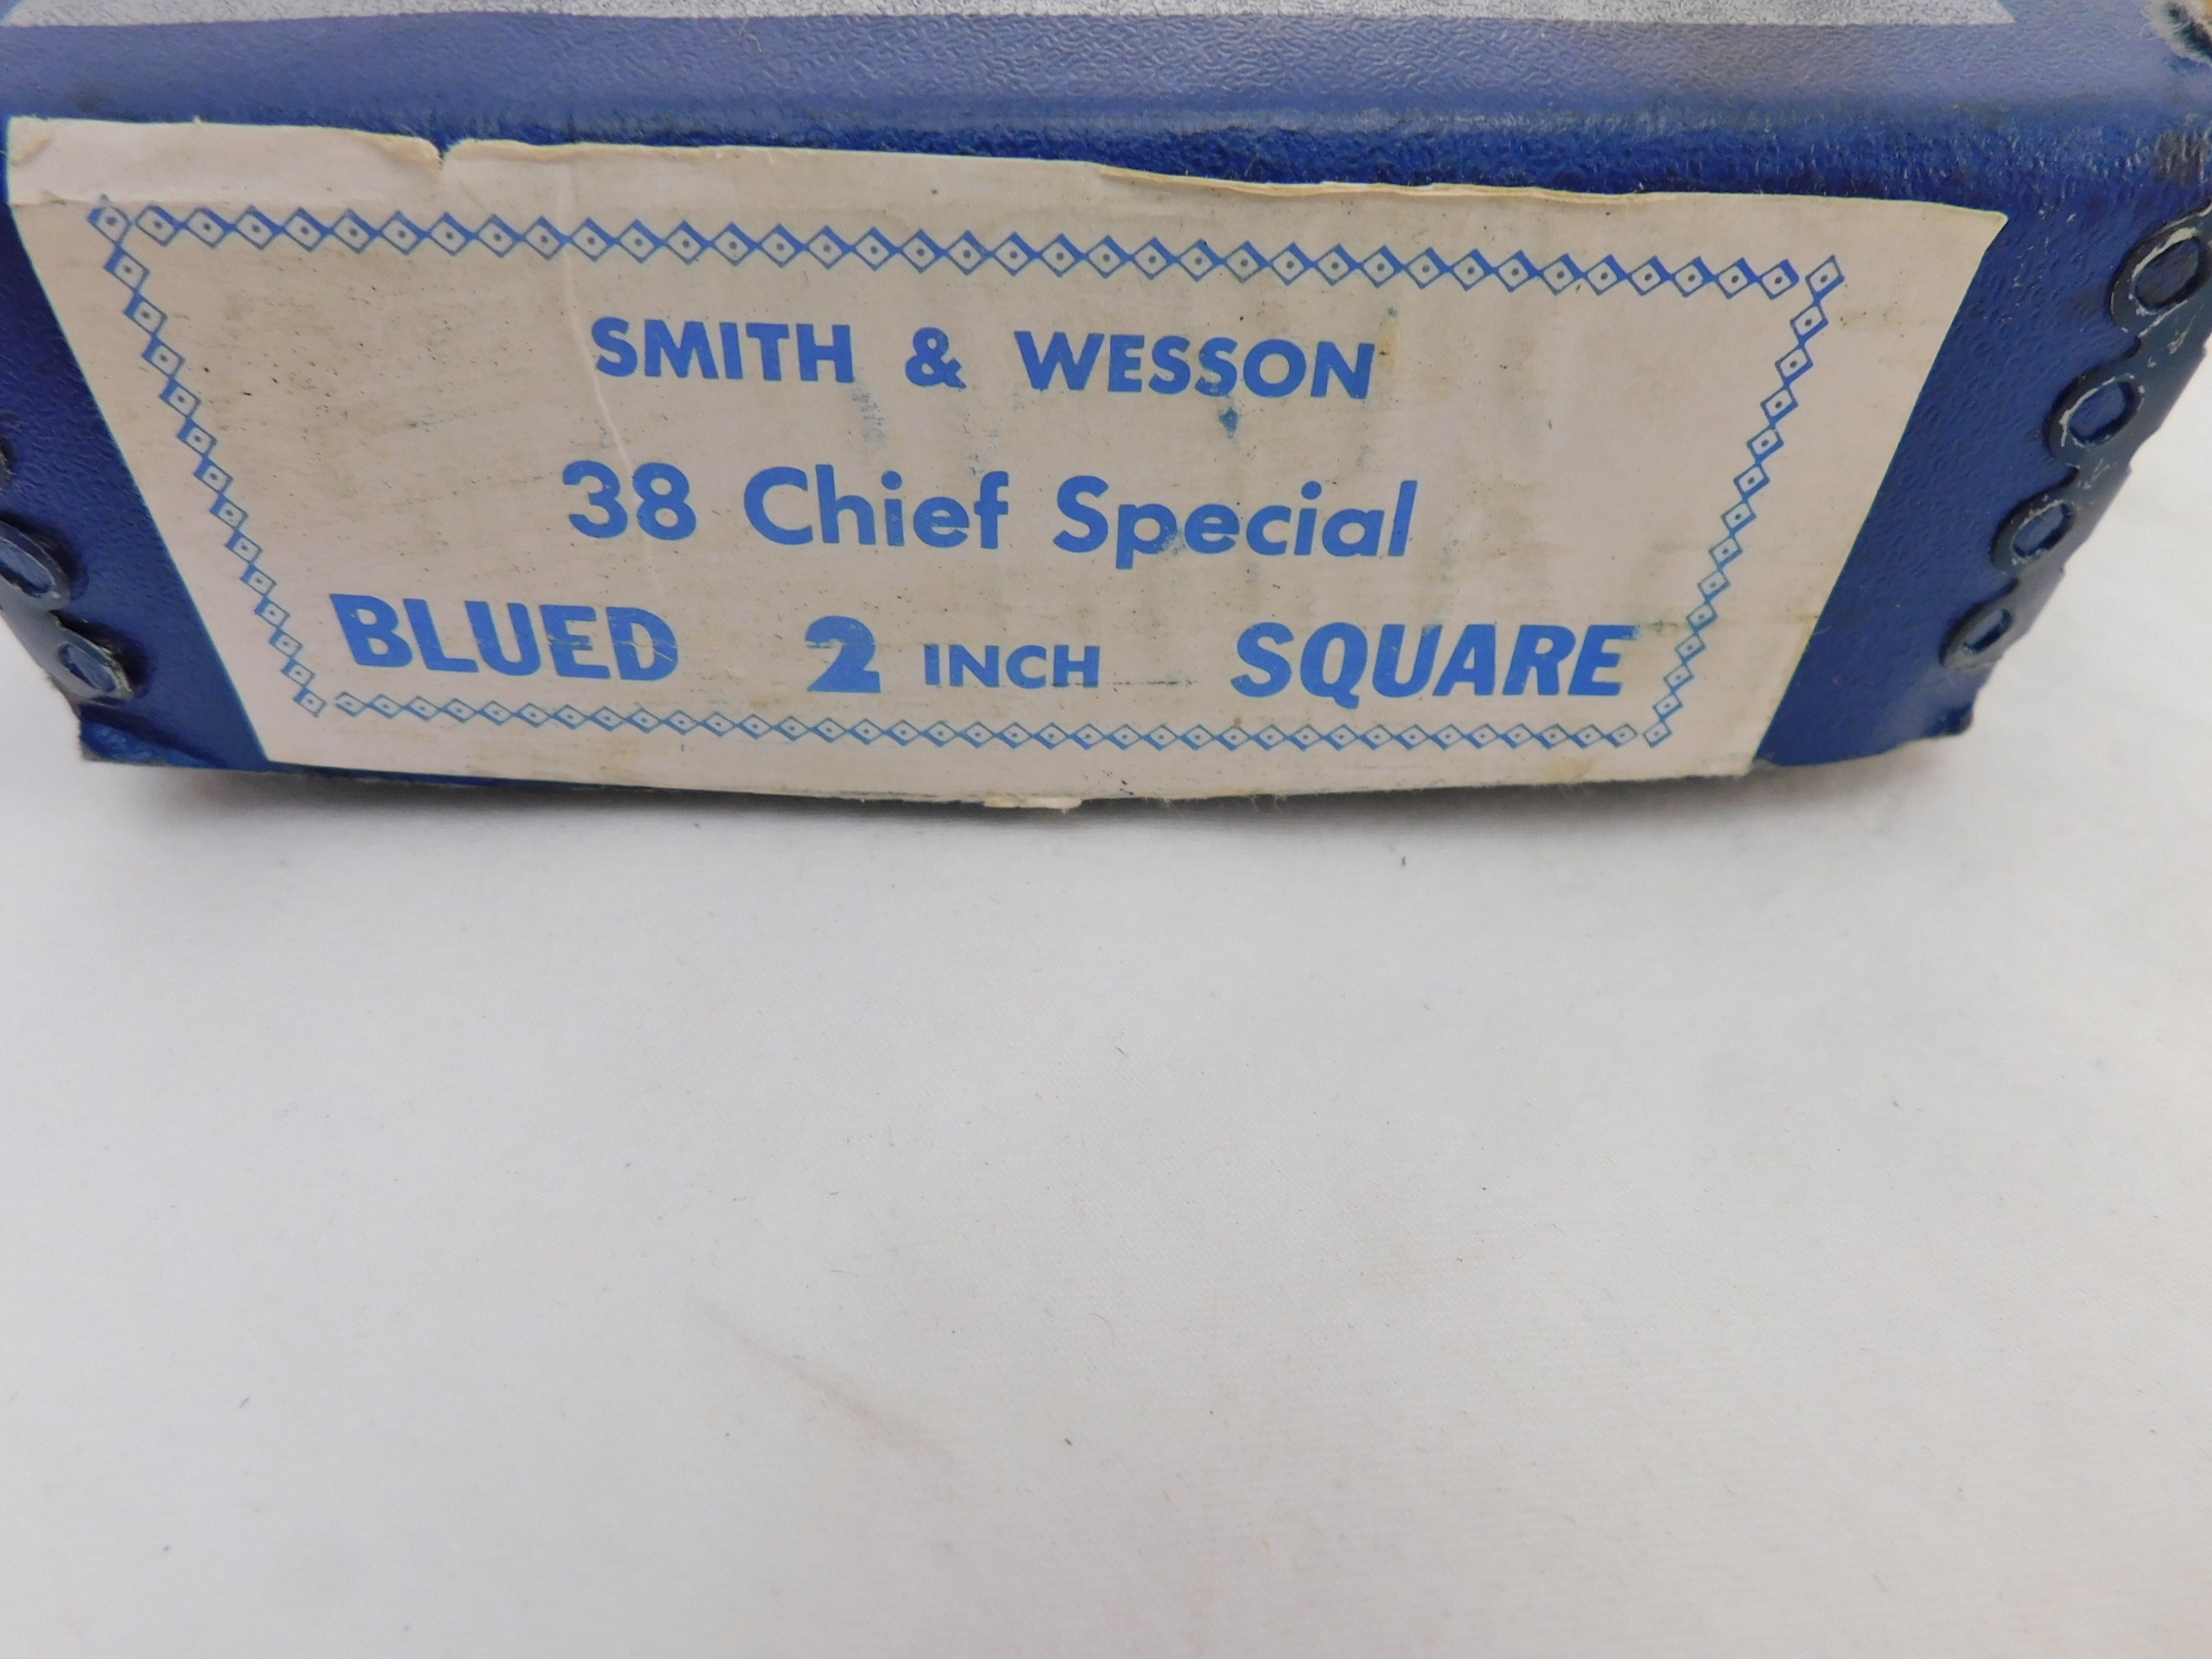 SMITH & WESSON
38 Chief Special
BLUED 2 INCH SQUARE